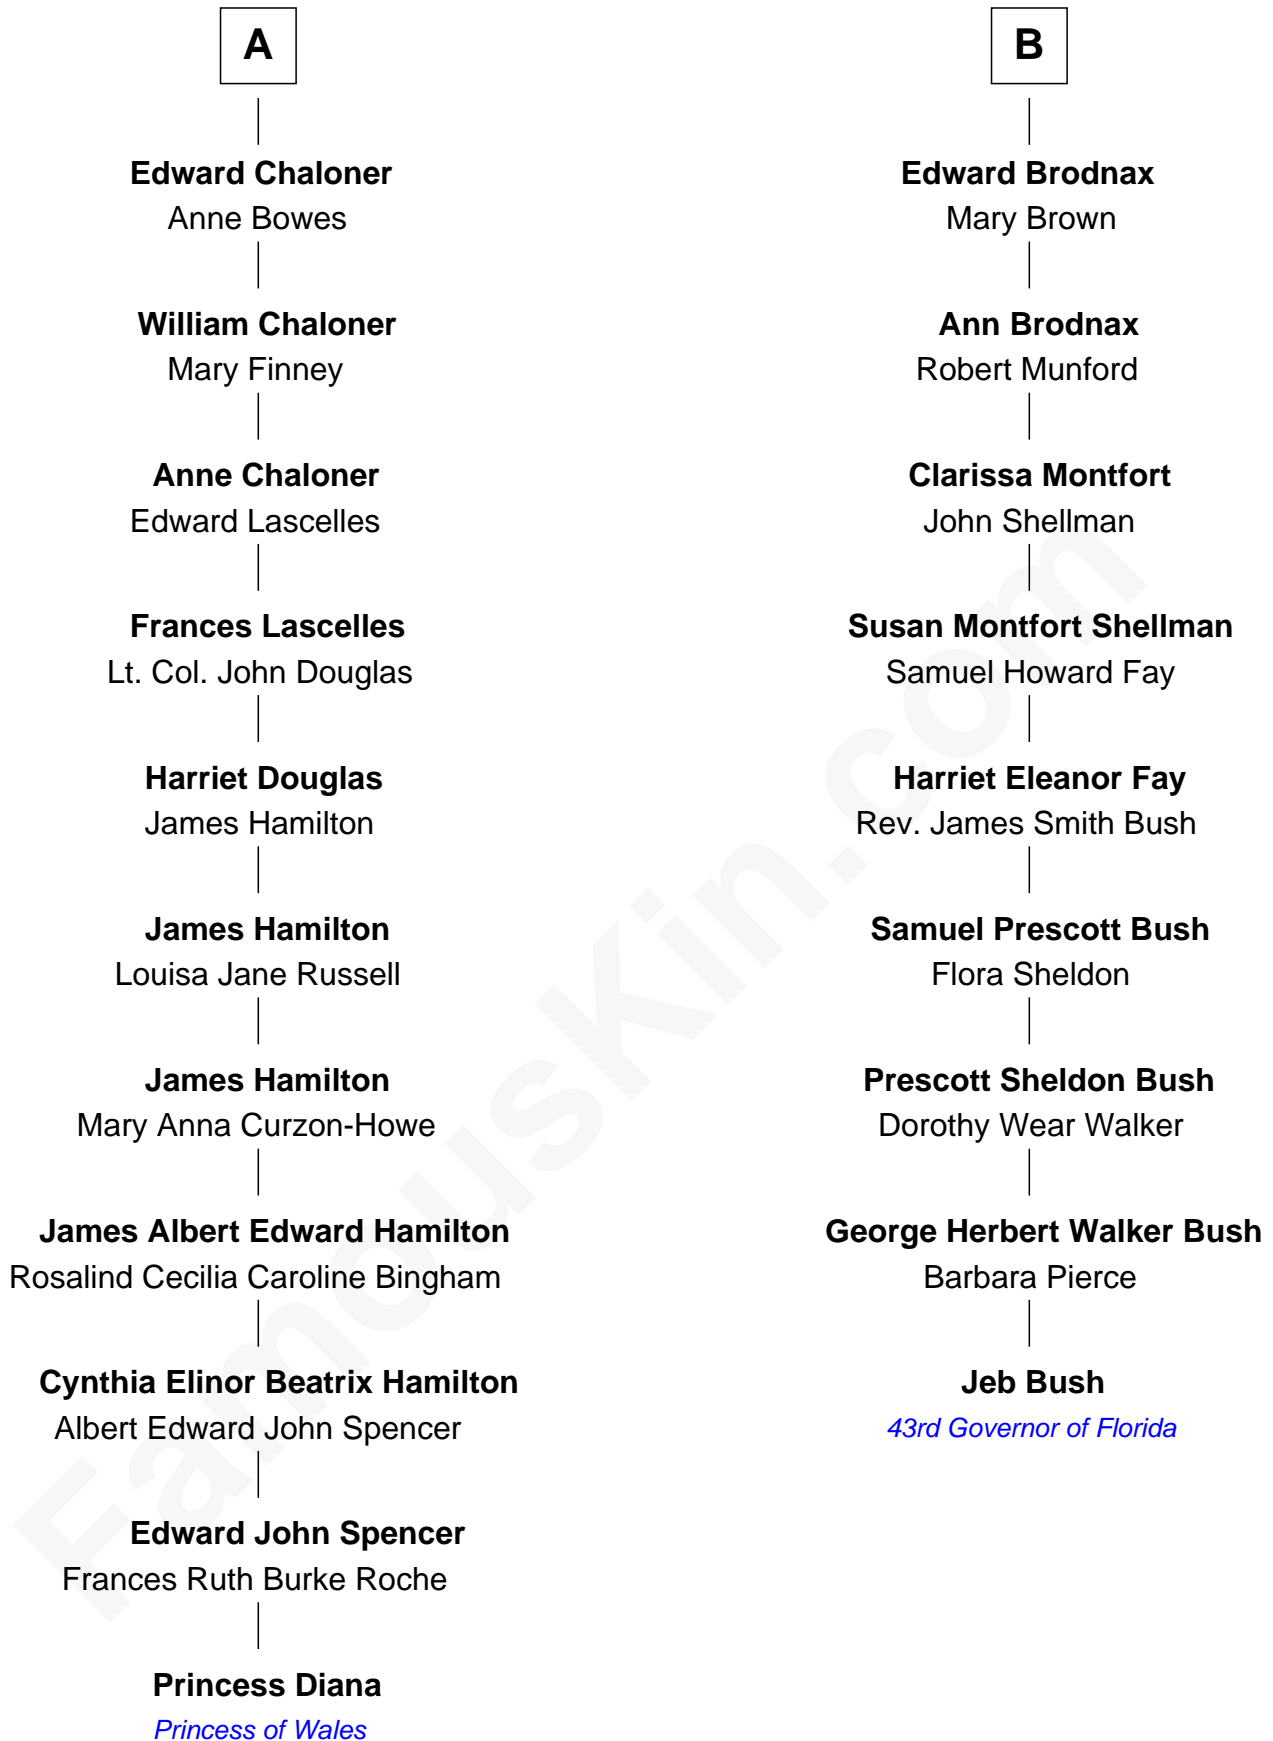 A
Edward Chaloner
Anne Bowes
William Chaloner
Mary Finney
Anne Chaloner
Edward Lascelles
Frances Lascelles
Lt. Col. John Douglas
Harriet Douglas
James Hamilton
James Hamilton
Louisa Jane Russell
James Hamilton
Mary Anna Curzon-Howe
James Albert Edward Hamilton
Rosalind Cecilia Caroline Bingham
Cynthia Elinor Beatrix Hamilton
Albert Edward John Spencer
Edward John Spencer
Frances Ruth Burke Roche
Princess Diana
Princess of Wales
B
Edward Brodnax
Mary Brown
Ann Brodnax
Robert Munford
Clarissa Montfort
John Shellman
Susan Montfort Shellman
Samuel Howard Fay
Harriet Eleanor Fay
Rev. James Smith Bush
Samuel Prescott Bush
Flora Sheldon
Prescott Sheldon Bush
Dorothy Wear Walker
George Herbert Walker Bush
Barbara Pierce
Jeb Bush
43rd Governor of Florida
FamousKin.com